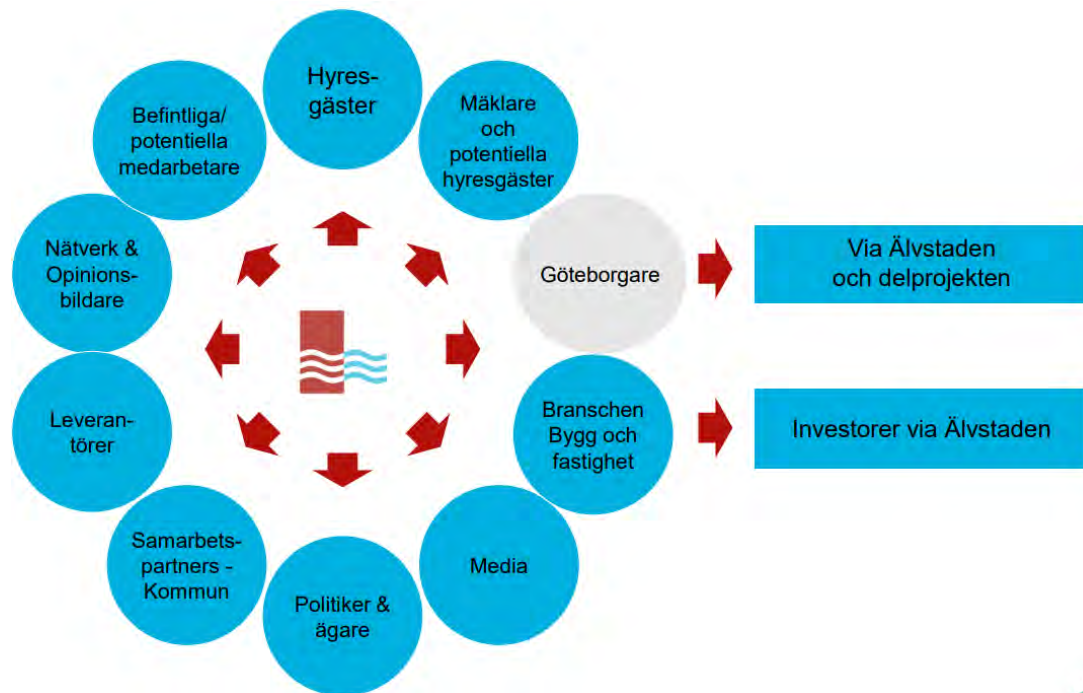 Hyres-
gäster
Mäklare
och
potentiella
hyresgäster
Göteborgare
Via Älvstaden
och delprojekten
Branschen
Bygg och
fastighet
Investorer via Älvstaden
Media
Politiker &
ägare
Samarbets-
partners -
Kommun
Leveran-
törer
Nätverk &
Opinions-
bildare
Befintliga/
potentiella
medarbetare